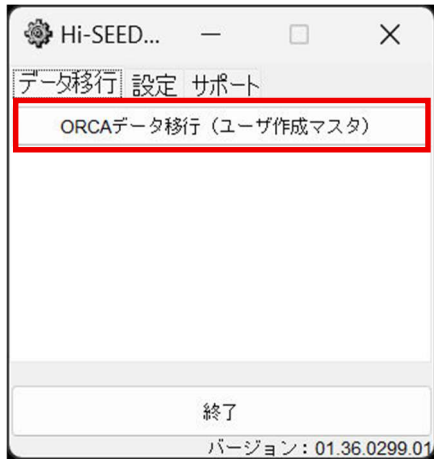 Hi-SEED...
データ移行 設定 サポート
ORCAデータ移行（ユーザ作成マスタ）
終了
バージョン：01.36.0299.01